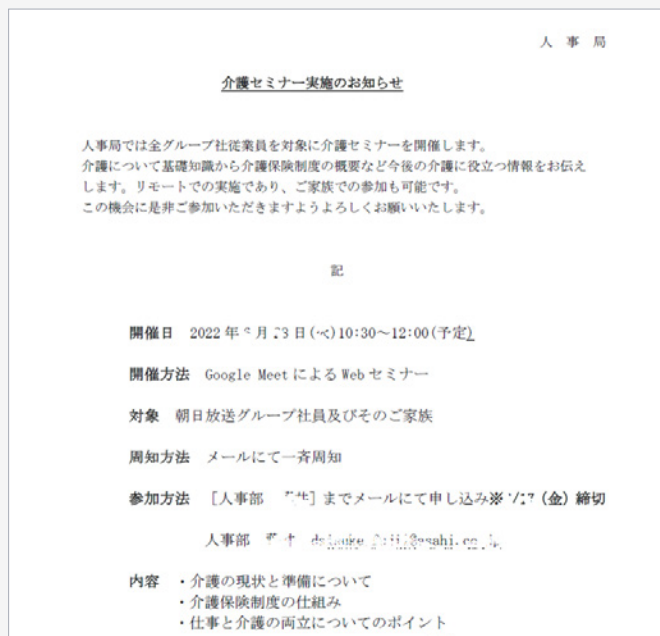 人 事 局
介護セミナー実施のお知らせ
人事局では全グループ社従業員を対象に介護セミナーを開催します。
介護について基礎知識から介護保険制度の概要など今後の介護に役立つ情報をお伝え
します。リモートでの実施であり、ご家族での参加も可能です。
この機会に是非ご参加いただきますようよろしくお願いいたします。
記
開催日 2022年 月 日 10:30～12:00(予定)
開催方法 Google Meet による Web セミナー
対象 朝日放送グループ社員及びそのご家族
周知方法 メールにて一斉周知
参加方法 [人事部 ]までメールにて申し込み※ (金) 締切
人事部
内容 ・介護の現状と準備について
・介護保険制度の仕組み
・仕事と介護の両立についてのポイント